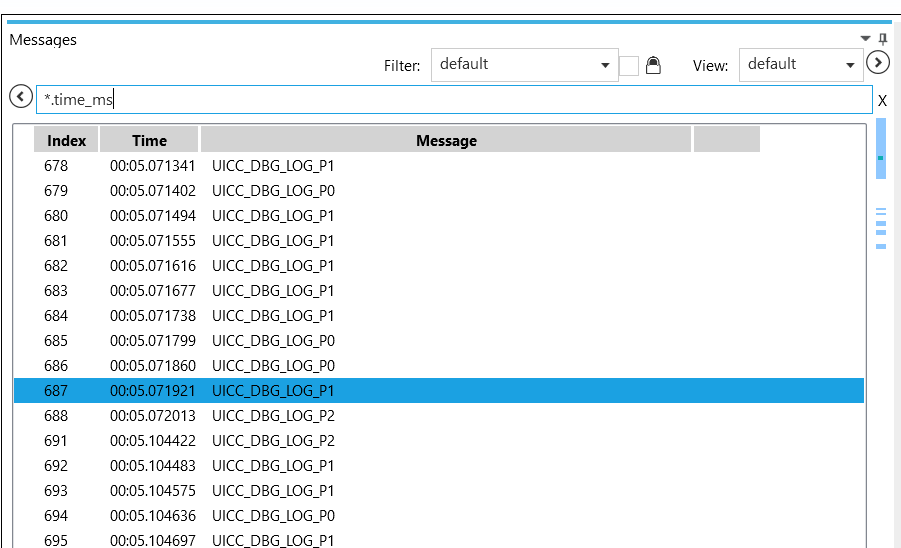 Messages
Filter: default View: default
*.time_ms X
Index Time Message
678 00:05.071341 UICC_DBG_LOG_P1
679 00:05.071402 UICC_DBG_LOG_P0
680 00:05.071494 UICC_DBG_LOG_P1
681 00:05.071555 UICC_DBG_LOG_P1
682 00:05.071616 UICC_DBG_LOG_P1
683 00:05.071677 UICC_DBG_LOG_P1
684 00:05.071738 UICC_DBG_LOG_P1
685 00:05.071799 UICC_DBG_LOG_P0
686 00:05.071860 UICC_DBG_LOG_P0
687 00:05.071921 UICC_DBG_LOG_P1
688 00:05.072013 UICC_DBG_LOG_P2
691 00:05.104422 UICC_DBG_LOG_P2
692 00:05.104483 UICC_DBG_LOG_P1
693 00:05.104575 UICC_DBG_LOG_P1
694 00:05.104636 UICC_DBG_LOG_P0
695 00:05.104697 UICC_DBG_LOG_P1